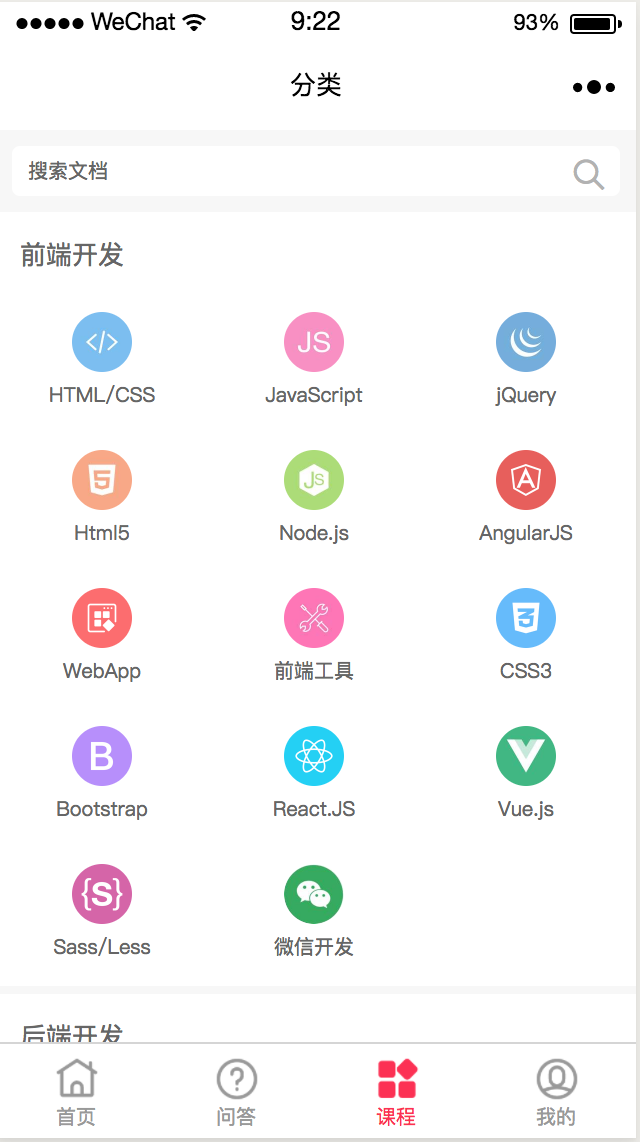 WeChat 9:22 93%
分类
搜索文档
前端开发
HTML/CSS JavaScript jQuery
Html5 Node.js AngularJS
WebApp 前端工具 CSS3
Bootstrap React.JS Vue.js
Sass/Less 微信开发
后端开发
首页 问答 课程 我的